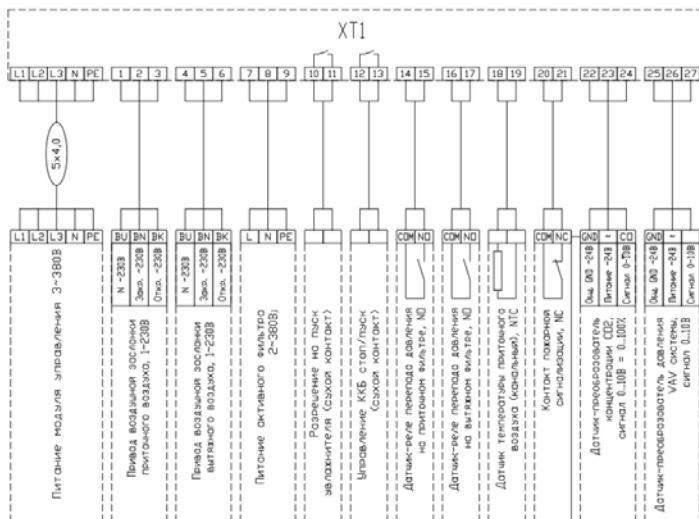 XT1
L1 L2 L3 N PE 1 2 3 4 5 6 7 8 9 10 11 12 13 14 15 16 17 18 19 20 21 22 23 24 25 26 27
5x4,0
L1 L2 L3 N PE BU BN BK BU BN BK L N PE COM NO COM NO COM NC GND ~ CO GND ~
N ~230В
Закр. ~230В
Откр. ~230В
N ~230В
Закр. ~230В
Откр. ~230В
Общ. GND ~24В
Питание ~24В
Сигнал 0-10В
Общ. GND ~24В
Питание ~24В
Сигнал 0-10В
Питание модуля управления 3~380В
Привод воздушной заслонки
приточного воздуха, 1~230В
Привод воздушной заслонки
вытяжного воздуха, 1~230В
Питание активного фильтра
2~380В;
Разрешение на пуск
увлажнителя (сухой контакт)
Управление ККБ стоп/пуск
(сухой контакт)
Датчик-реле перепада давления
на приточном фильтре, NO
Датчик-реле перепада давления
на вытяжном фильтре, NO
Датчик температуры приточного
воздуха (канальный), NTC
Контакт пожарной
сигнализации, NC
Датчик-преобразователь
концентрации CO2,
сигнал 0..10В = 0..100%
Датчик-преобразователь давления
VAV системы,
сигнал 0..10В